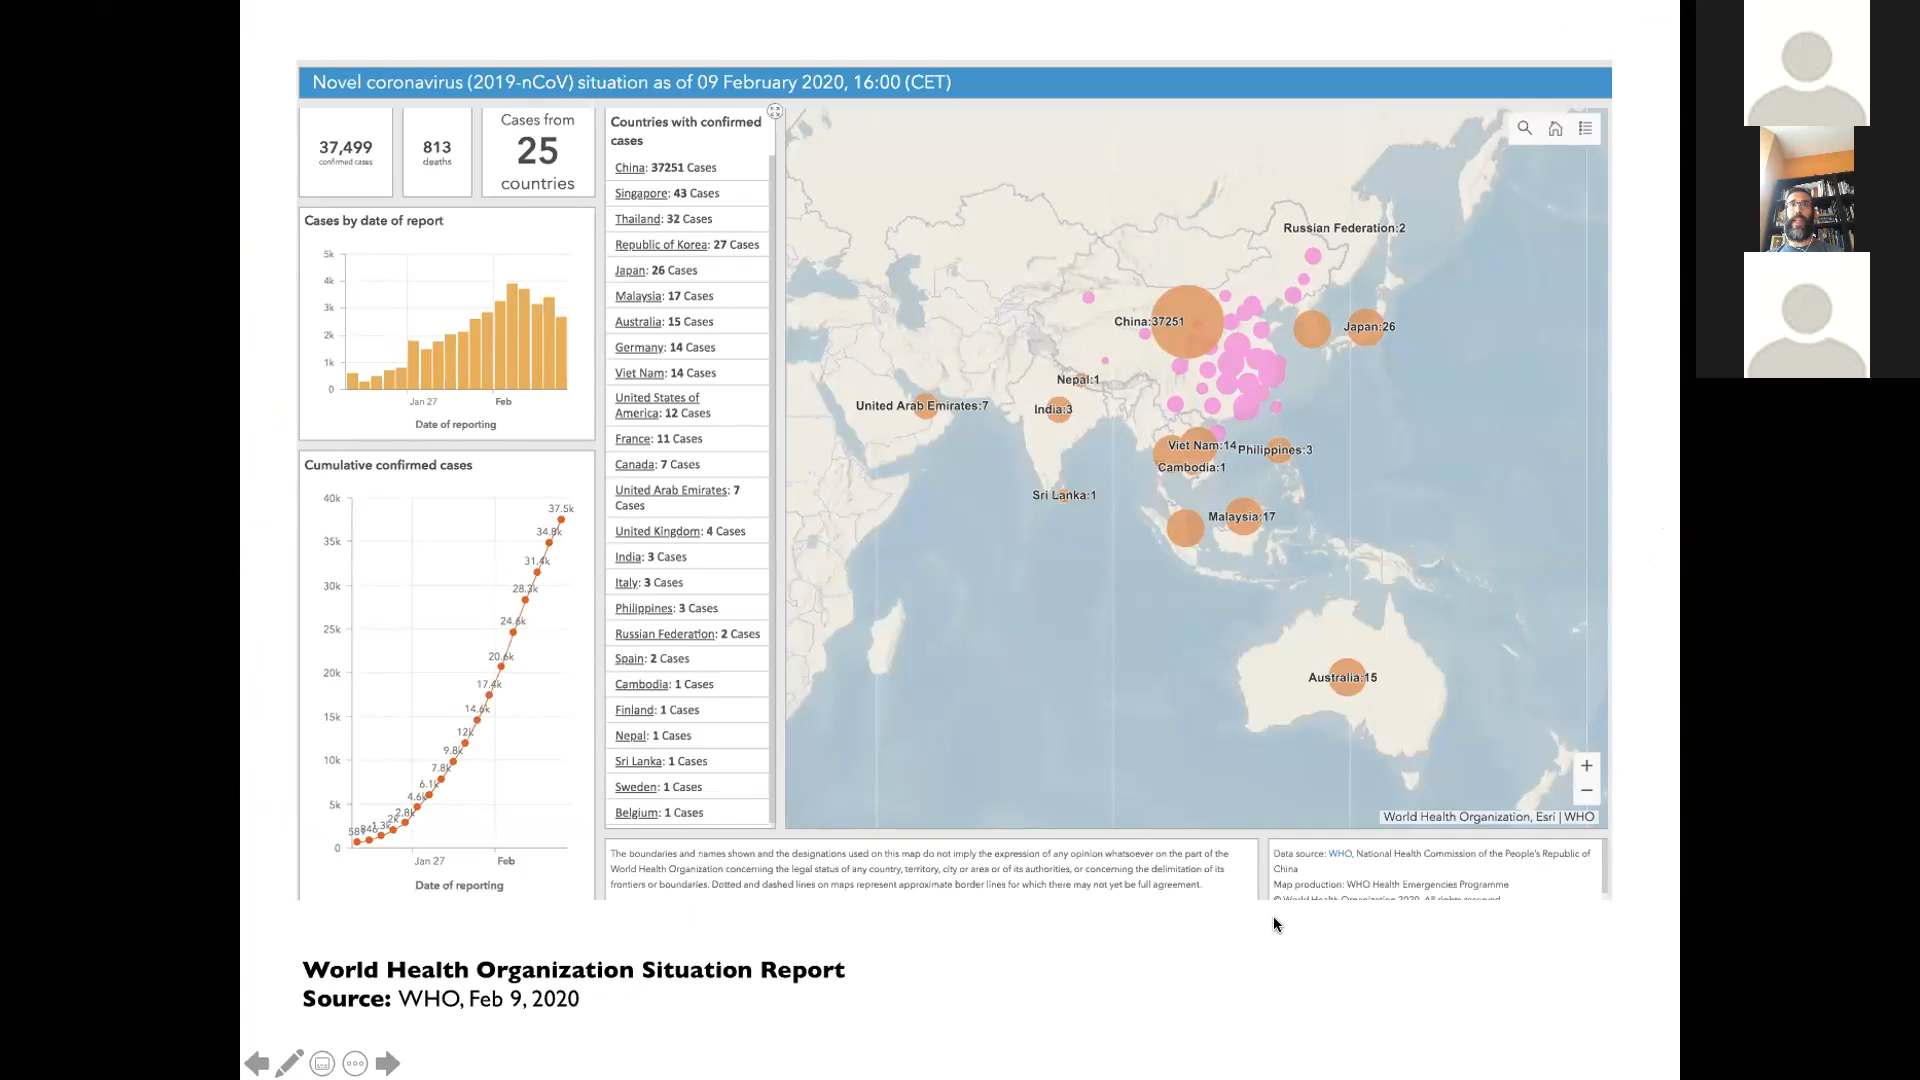 Novel coronavirus (2019-nCoV) situation as of 09 February 2020, 16:00 (CET)
37,499
confirmed cases
813
deaths
Cases from
25
countries
Cases by date of report
5k
4k
3k
2k
1k
0
Jan 27
Feb
Date of reporting
Cumulative confirmed cases
40k
35k
30k
25k
20k
15k
10k
5k
0
2k
2.8k
4.6k
6.1k
7.8k
9.8k
12k
14.6k
17.4k
20.6k
24.6k
28.3k
31.4k
34.8k
37.5k
Jan 27
Feb
Date of reporting
Countries with confirmed
cases
China: 37251 Cases
Singapore: 43 Cases
Thailand: 32 Cases
Republic of Korea: 27 Cases
Japan: 26 Cases
Malaysia: 17 Cases
Australia: 15 Cases
Germany: 14 Cases
Viet Nam: 14 Cases
United States of
America: 12 Cases
France: 11 Cases
Canada: 7 Cases
United Arab Emirates: 7
Cases
United Kingdom: 4 Cases
India: 3 Cases
Italy: 3 Cases
Philippines: 3 Cases
Russian Federation: 2 Cases
Spain: 2 Cases
Cambodia: 1 Cases
Finland: 1 Cases
Nepal: 1 Cases
Sri Lanka: 1 Cases
Sweden: 1 Cases
Belgium: 1 Cases
Russian Federation:2
China:37251
Japan:26
Nepal:1
United Arab Emirates:7
India:3
Viet Nam:14
Philippines:3
Cambodia:1
Sri Lanka:1
Malaysia:17
Australia:15
World Health Organization, Esri | WHO
The boundaries and names shown and the designations used on this map do not imply the expression of any opinion whatsoever on the part of the
World Health Organization concerning the legal status of any country, territory, city or area or of its authorities, or concerning the delimitation of its
frontiers or boundaries. Dotted and dashed lines on maps represent approximate border lines for which there may not yet be full agreement.
Data source: WHO, National Health Commission of the People's Republic of
China
Map production: WHO Health Emergencies Programme
© World Health Organization 2020, All rights reserved
World Health Organization Situation Report
Source: WHO, Feb 9, 2020